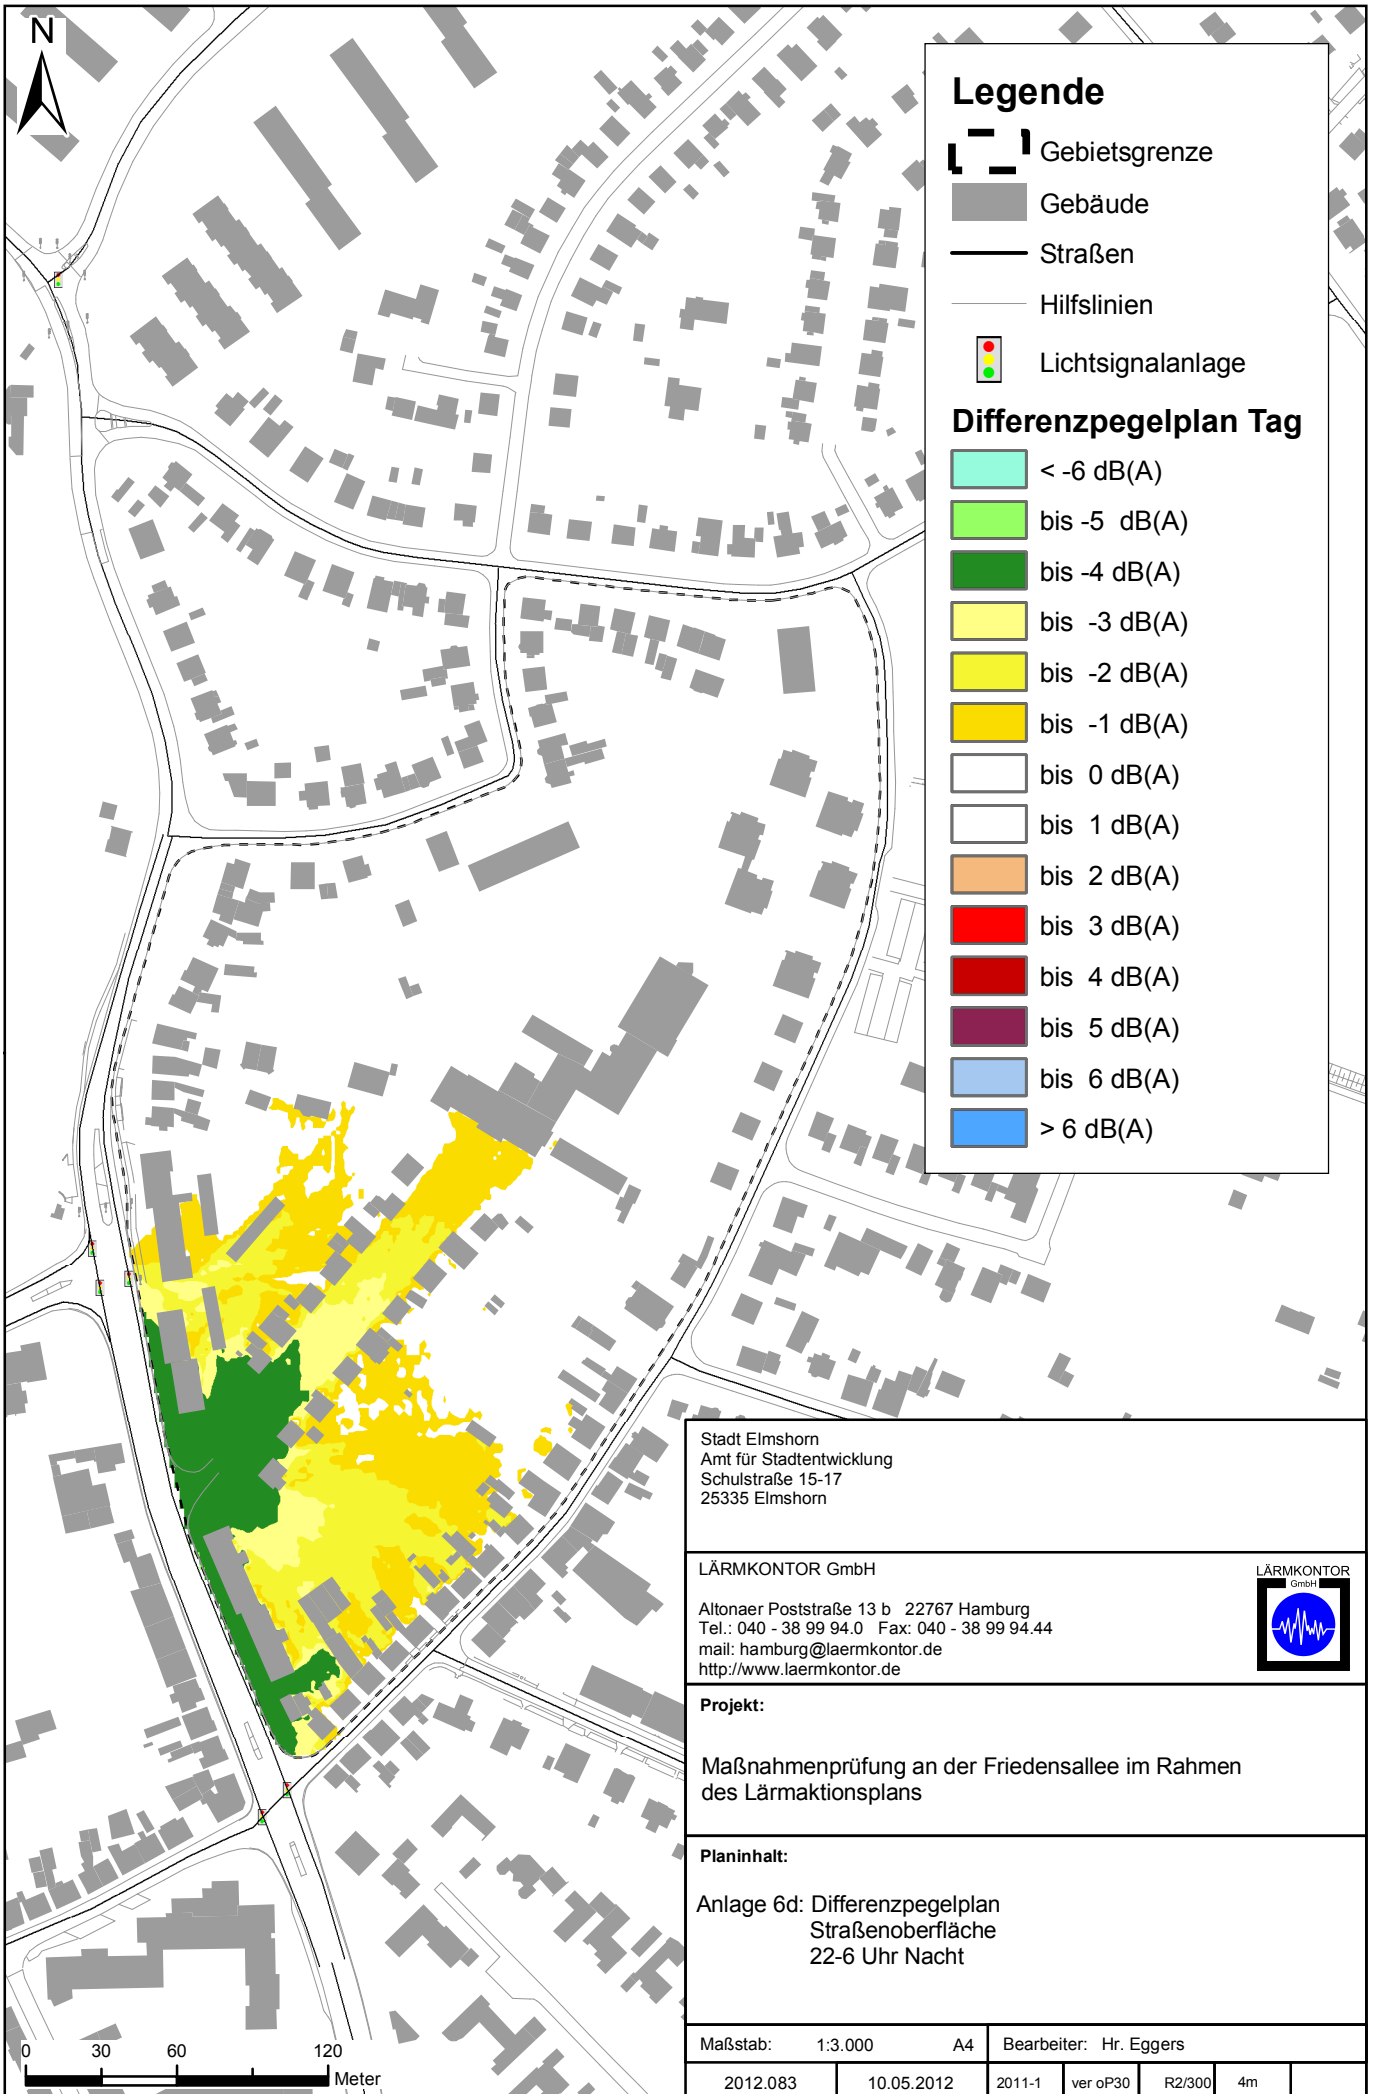 N
Legende
Gebietsgrenze
Gebäude
Straßen
Hilfslinien
Lichtsignalanlage
Differenzpegelplan Tag
< -6 dB(A)
bis -5 dB(A)
bis -4 dB(A)
bis -3 dB(A)
bis -2 dB(A)
bis -1 dB(A)
bis 0 dB(A)
bis 1 dB(A)
bis 2 dB(A)
bis 3 dB(A)
bis 4 dB(A)
bis 5 dB(A)
bis 6 dB(A)
> 6 dB(A)
Stadt Elmshorn
Amt für Stadtentwicklung
Schulstraße 15-17
25335 Elmshorn
LÄRMKONTOR GmbH
Altonaer Poststraße 13 b 22767 Hamburg
Tel.: 040 - 38 99 94.0 Fax: 040 - 38 99 94.44
mail: hamburg@laermkontor.de
http://www.laermkontor.de
LÄRMKONTOR
GmbH
Projekt:
Maßnahmenprüfung an der Friedensallee im Rahmen
des Lärmaktionsplans
Planinhalt:
Anlage 6d: Differenzpegelplan
Straßenoberfläche
22-6 Uhr Nacht
Maßstab: 1:3.000 A4
Bearbeiter: Hr. Eggers
2012.083 10.05.2012 2011-1 ver oP30 R2/300 4m
0 30 60 120
Meter